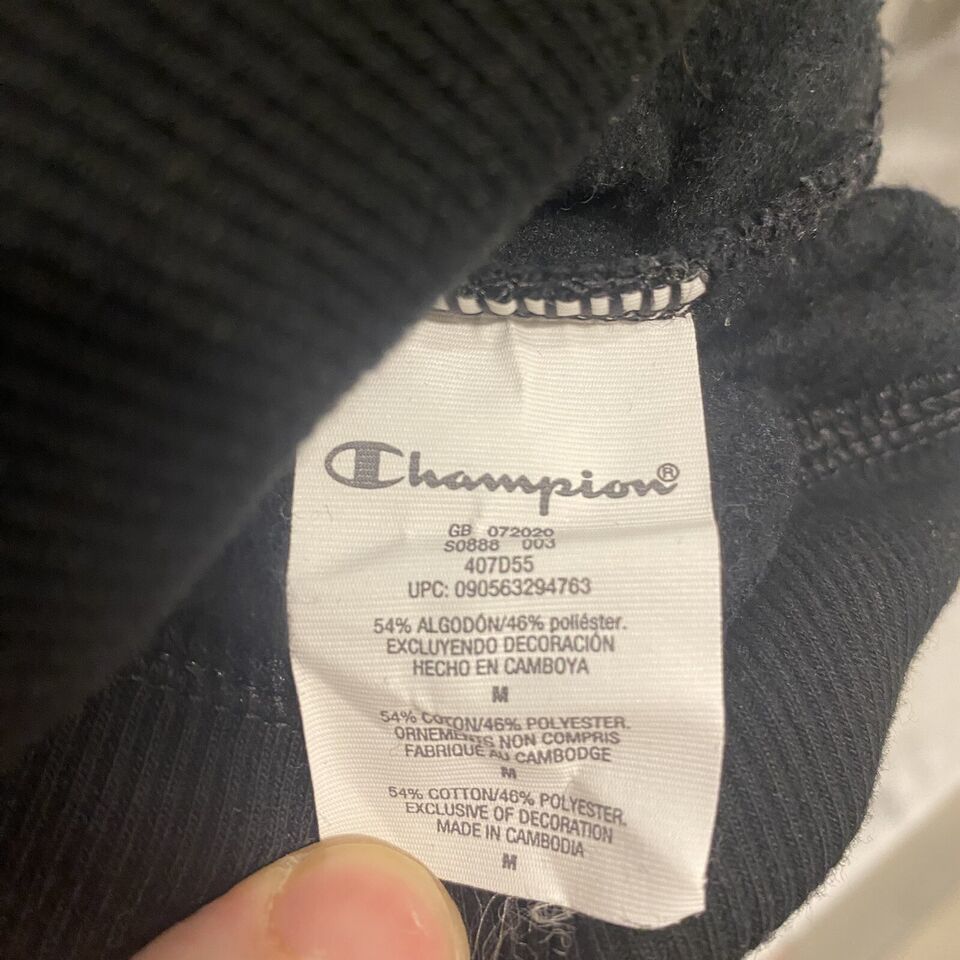 Champion®
GB 072020
S0888 003
407D55
UPC: 090563294763
54% ALGODÓN/46% poliéster.
EXCLUYENDO DECORACIÓN
HECHO EN CAMBOYA
M
54% COTON/46% POLYESTER.
ORNEMENTS NON COMPRIS
FABRIQUE AU CAMBODGE
M
54% COTTON/46% POLYESTER.
EXCLUSIVE OF DECORATION
MADE IN CAMBODIA
M